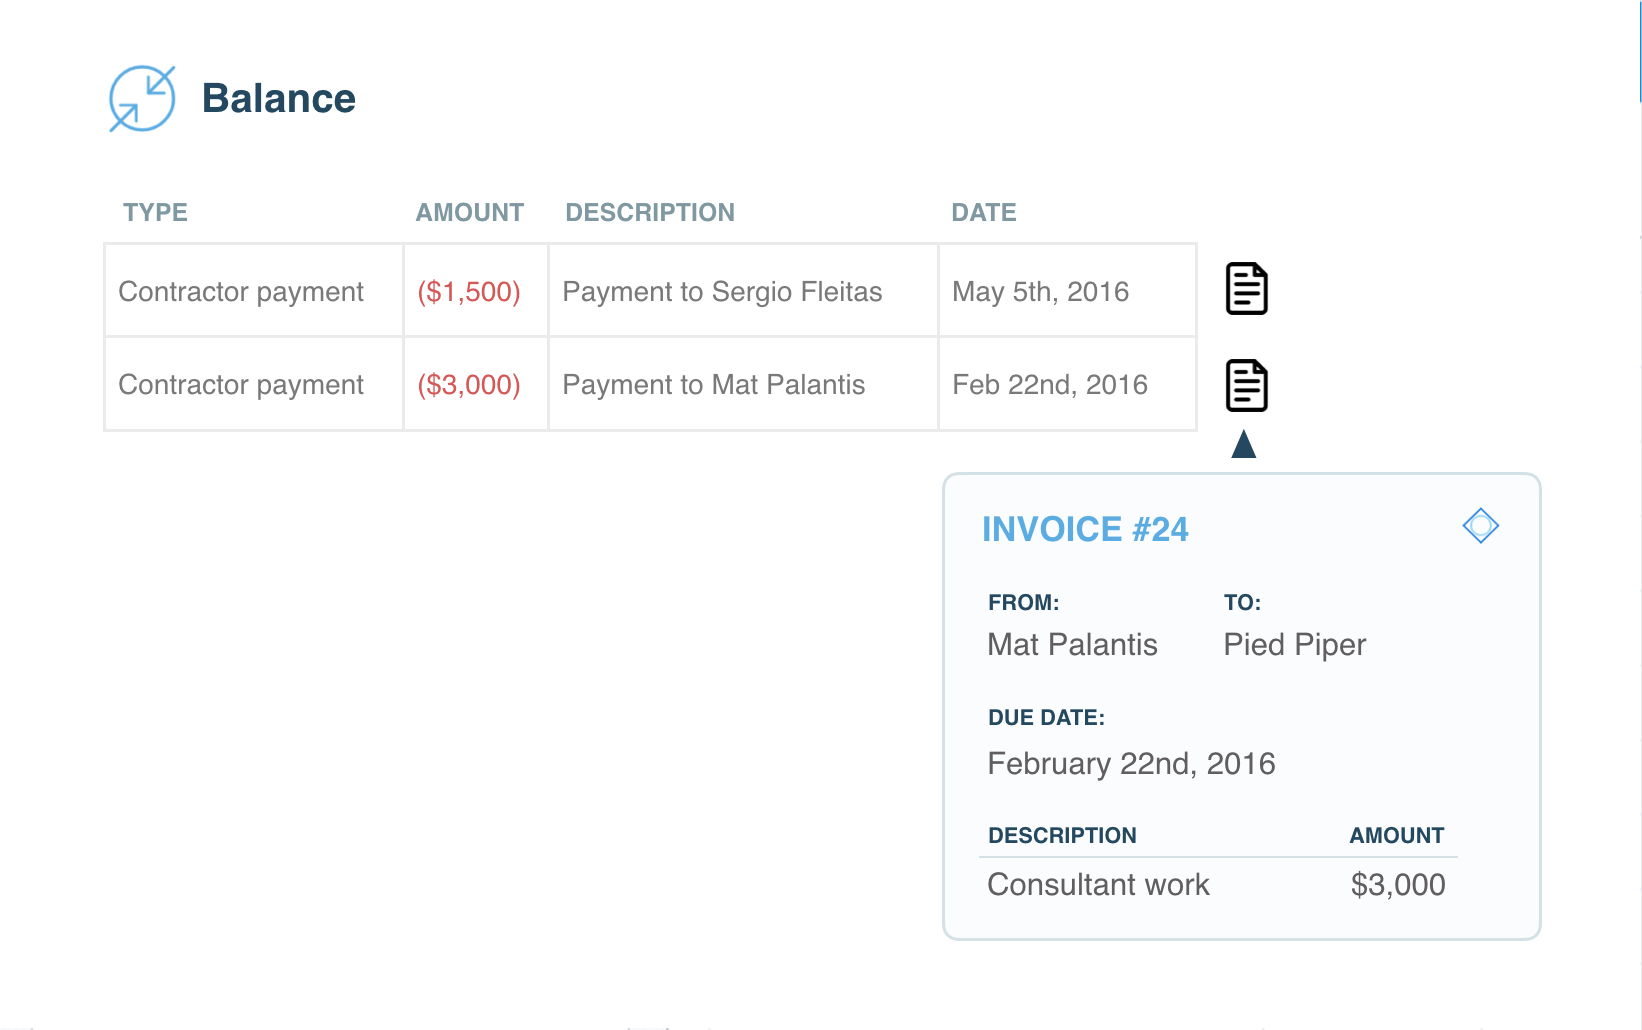 Balance
TYPE AMOUNT DESCRIPTION DATE
Contractor payment ($1,500) Payment to Sergio Fleitas May 5th, 2016
Contractor payment ($3,000) Payment to Mat Palantis Feb 22nd, 2016
INVOICE #24
FROM: TO:
Mat Palantis Pied Piper
DUE DATE:
February 22nd, 2016
DESCRIPTION AMOUNT
Consultant work $3,000